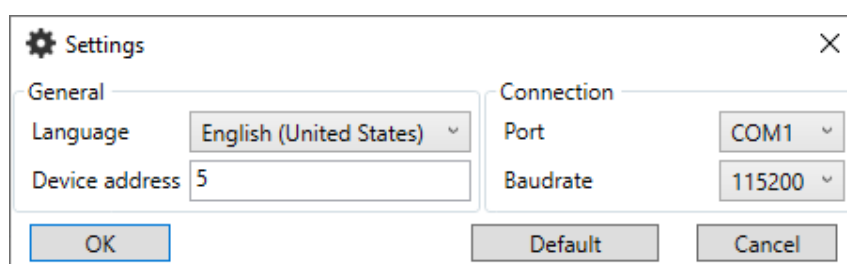 Settings
General
Language English (United States)
Device address 5
Connection
Port COM1
Baudrate 115200
OK Default Cancel